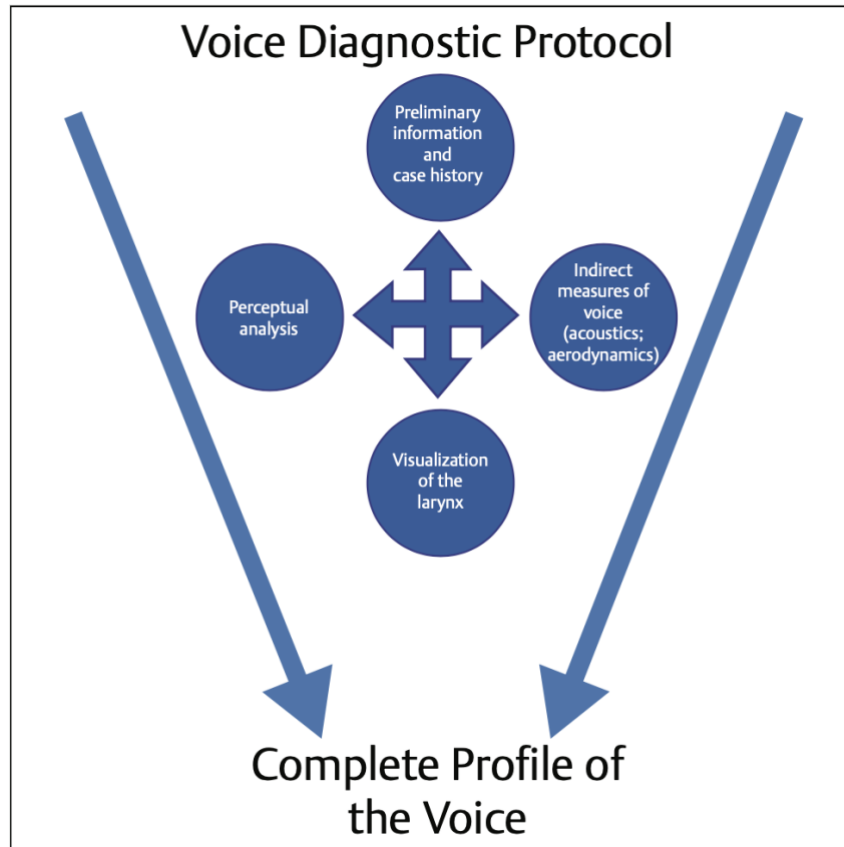 Voice Diagnostic Protocol
Preliminary
information
and
case history
Perceptual
analysis
Indirect
measures of
voice
(acoustics;
aerodynamics)
Visualization
of the
larynx
Complete Profile of
the Voice